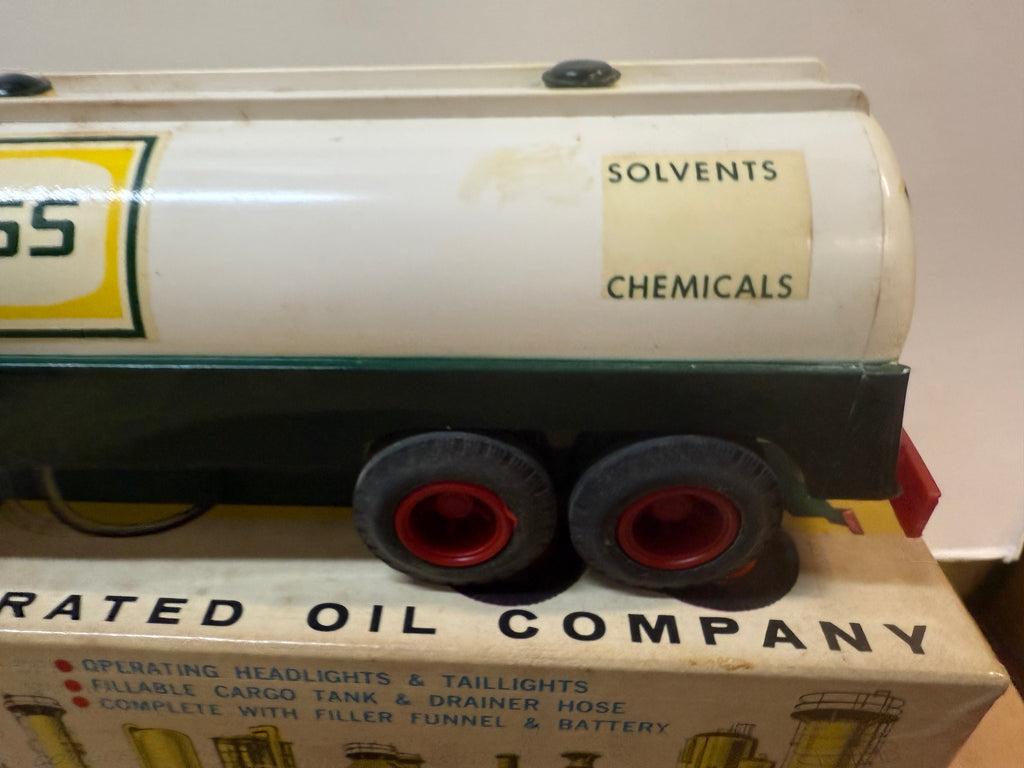 SS
SOLVENTS
CHEMICALS
RATED OIL COMPANY
• OPERATING HEADLIGHTS & TAILLIGHTS
• FILLABLE CARGO TANK & DRAINER HOSE
• COMPLETE WITH FILLER FUNNEL & BATTERY